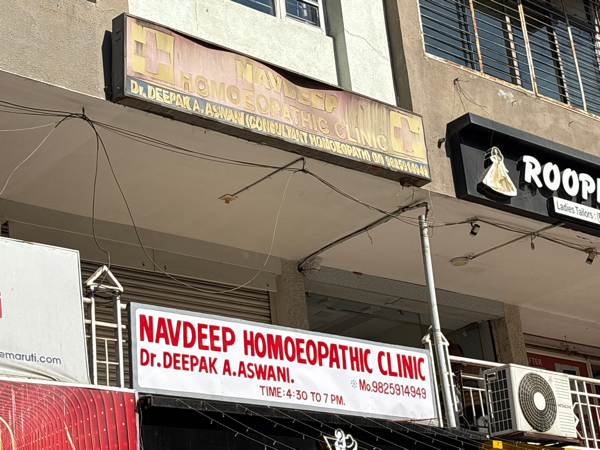 NAVDEEP
HOMOEOPATHIC CLINIC
Dr. DEEPAK A. ASWANI (CONSULTANT HOMOEOPATH)
ROOP
Ladies Tailors :
emaruti.com
NAVDEEP HOMOEOPATHIC CLINIC
Dr. DEEPAK A. ASWANI.
TIME: 4:30 TO 7 PM. Mo. 9825914949
HITACHI